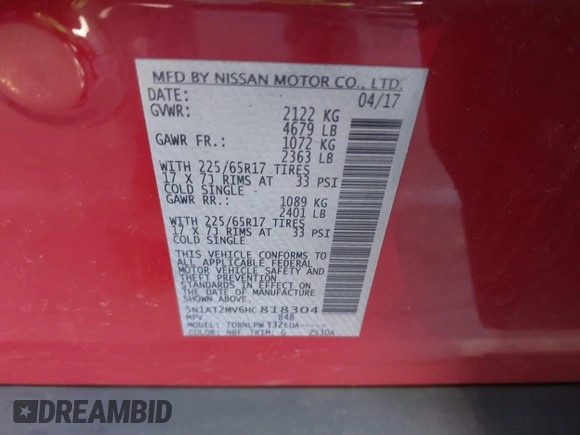 MFD BY NISSAN MOTOR CO., LTD.
DATE: 04/17
GVWR: 2122 KG
4679 LB
GAWR FR.: 1072 KG
2363 LB
WITH 225/65R17 TIRES
17 X 7J RIMS AT 33 PSI
COLD SINGLE
GAWR RR.: 1089 KG
2401 LB
WITH 225/65R17 TIRES
17 X 7J RIMS AT 33 PSI
COLD SINGLE
THIS VEHICLE CONFORMS TO
ALL APPLICABLE FEDERAL
MOTOR VEHICLE SAFETY AND
THEFT PREVENTION
STANDARDS IN EFFECT ON
THE DATE OF MANUFACTURE
SHOWN ABOVE.
5N1AT2MV6HC818304
MPV 848
MODEL:
COLOR: NBF TRIM: G 2530A
DREAMBID